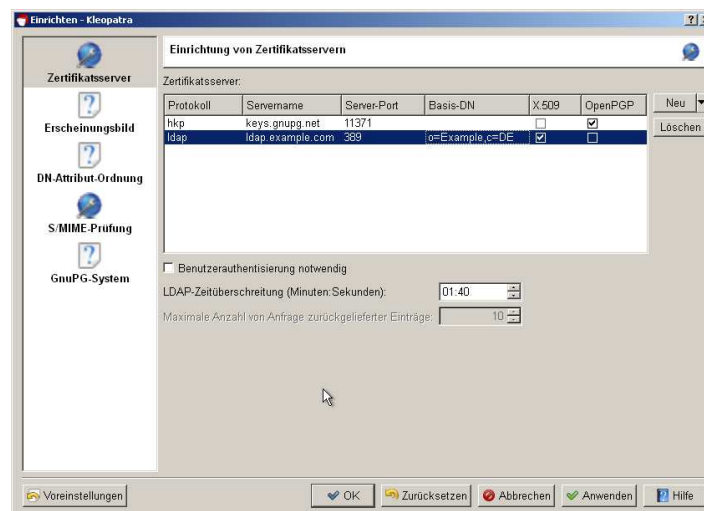 Einrichten - Kleopatra
Zertifikatsserver
Erscheinungsbild
DN-Attribut-Ordnung
S/MIME-Prüfung
GnuPG-System
Einrichtung von Zertifikatsservern
Zertifikatsserver:
Protokoll Servername Server-Port Basis-DN X.509 OpenPGP
hkp keys.gnupg.net 11371
ldap ldap.example.com 389 o=Example,c=DE
Neu
Löschen
Benutzerauthentisierung notwendig
LDAP-Zeitüberschreitung (Minuten:Sekunden): 01:40
Maximale Anzahl von Anfrage zurückgelieferter Einträge: 10
Voreinstellungen OK Zurücksetzen Abbrechen Anwenden Hilfe